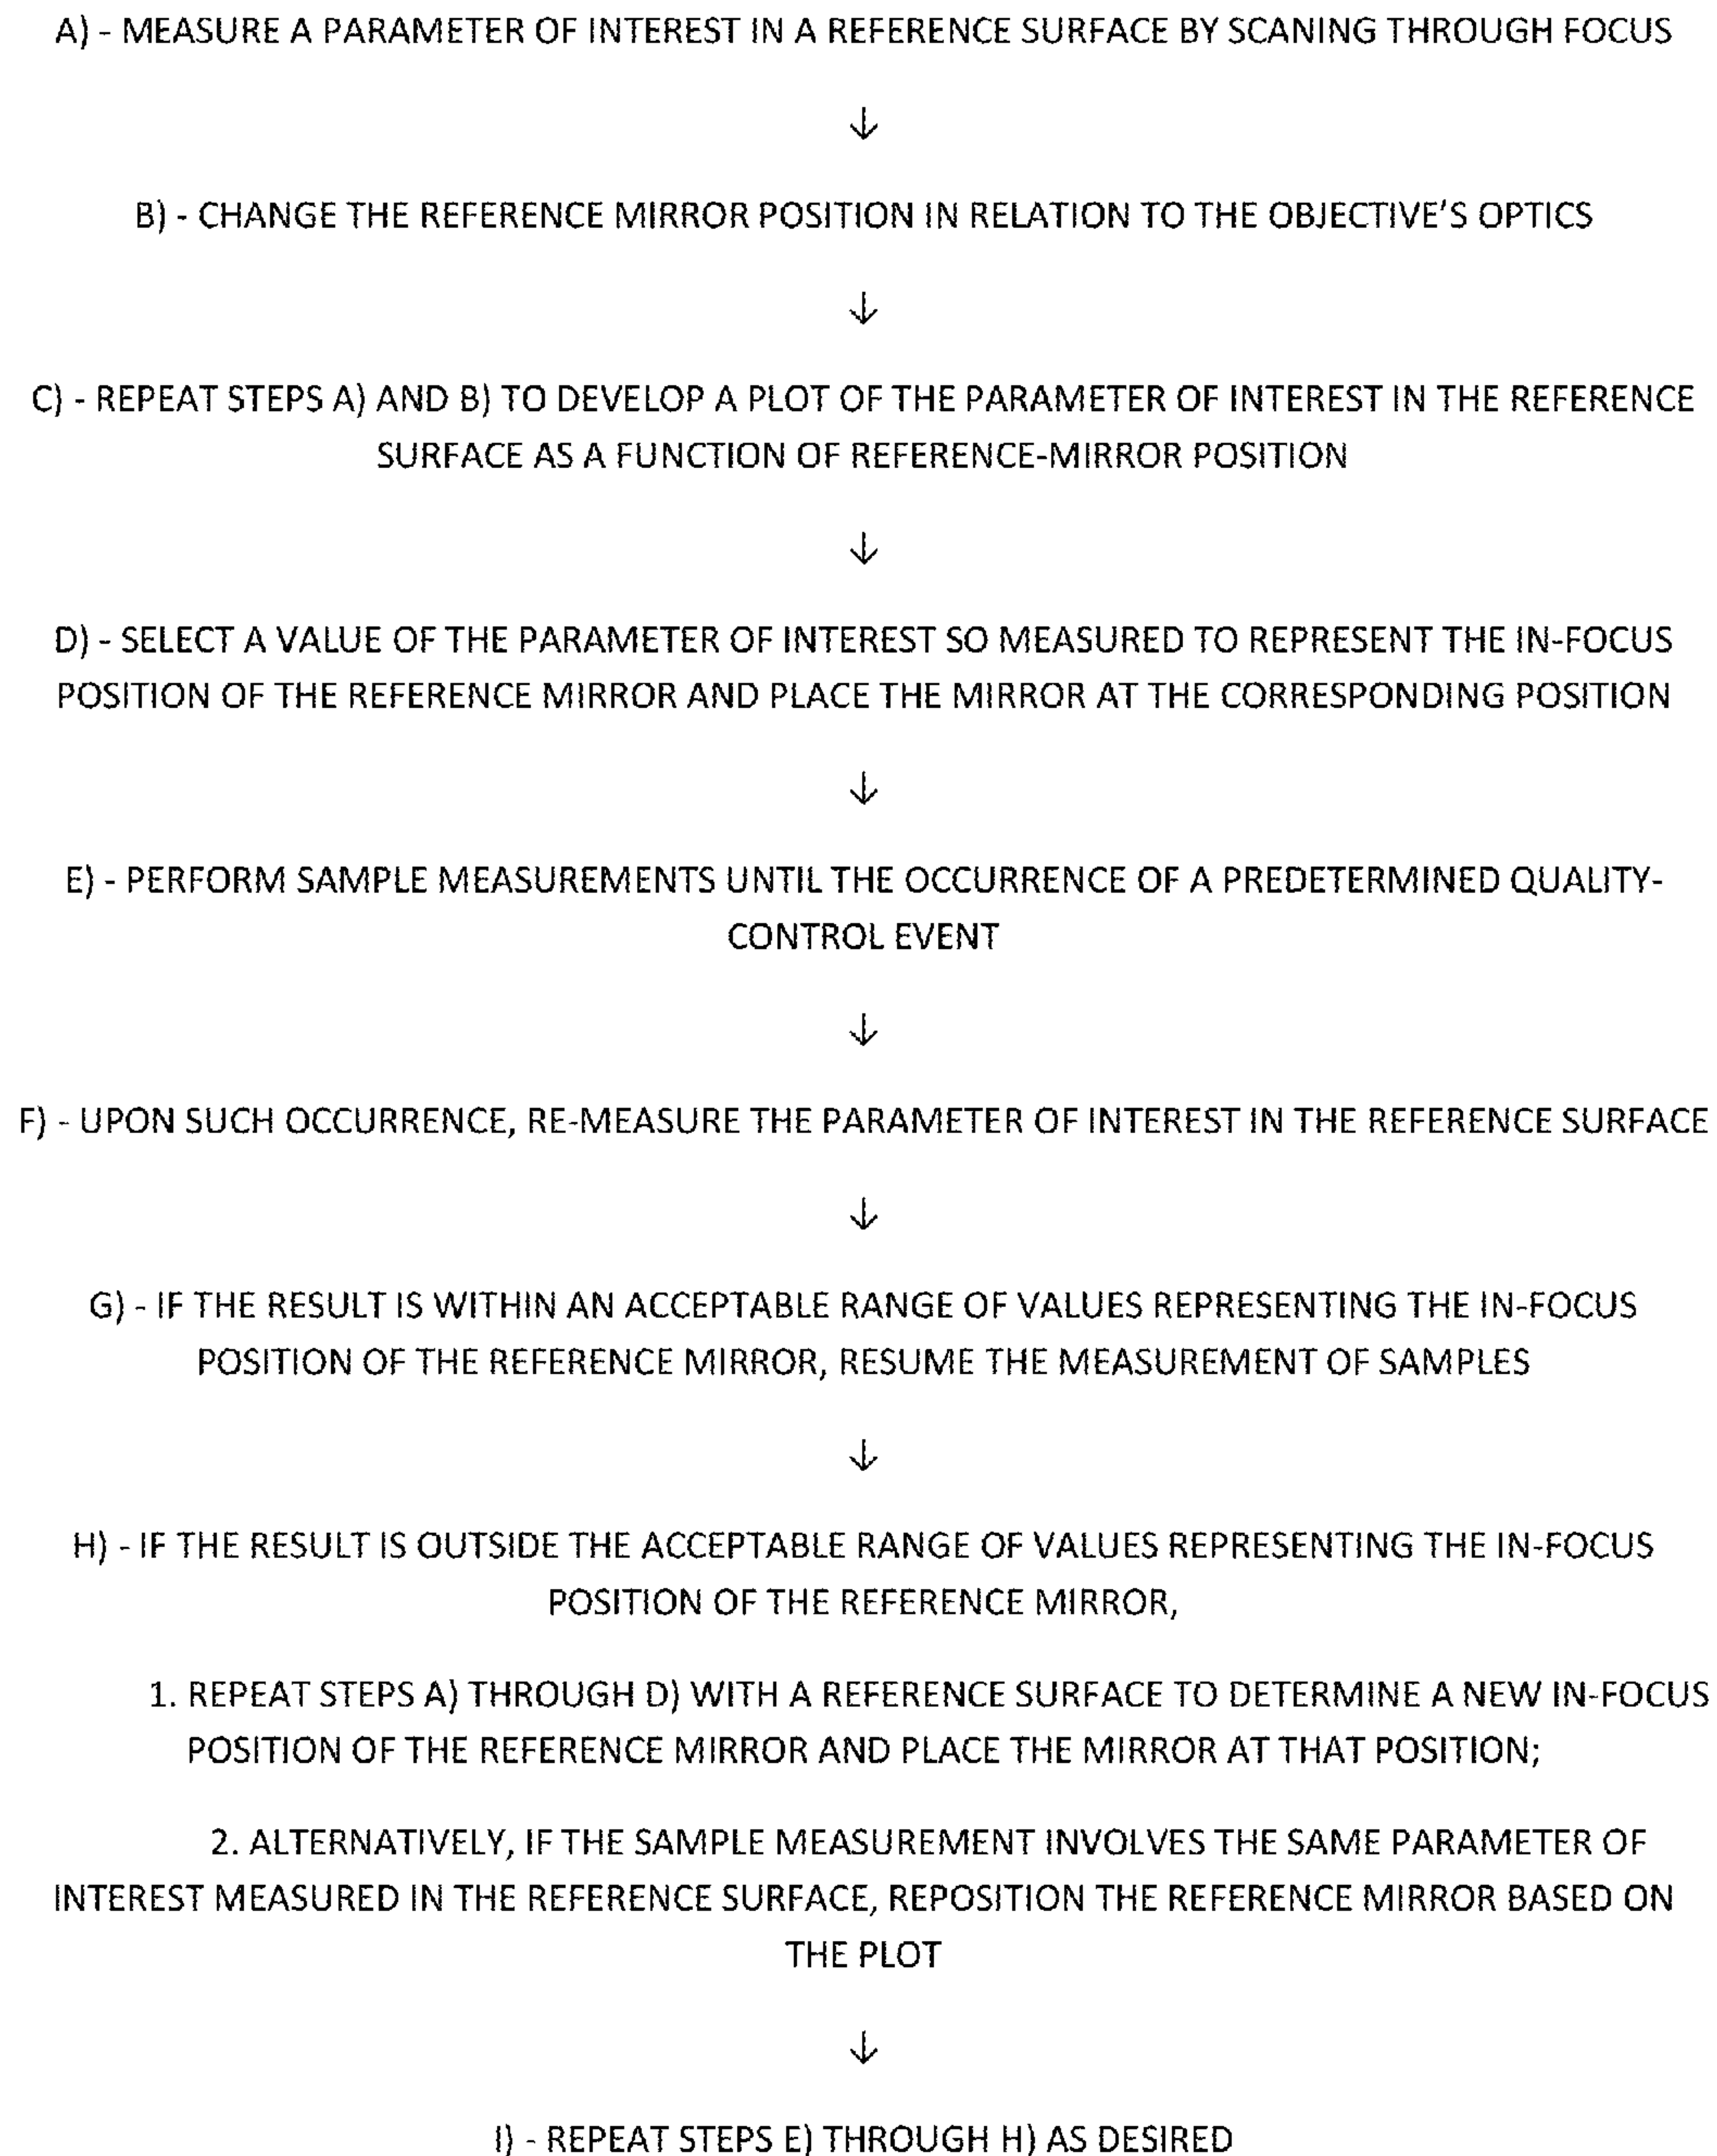 A) - MEASURE A PARAMETER OF INTEREST IN A REFERENCE SURFACE BY SCANING THROUGH FOCUS
↓
B) - CHANGE THE REFERENCE MIRROR POSITION IN RELATION TO THE OBJECTIVE'S OPTICS
↓
C) - REPEAT STEPS A) AND B) TO DEVELOP A PLOT OF THE PARAMETER OF INTEREST IN THE REFERENCE
SURFACE AS A FUNCTION OF REFERENCE-MIRROR POSITION
↓
D) - SELECT A VALUE OF THE PARAMETER OF INTEREST SO MEASURED TO REPRESENT THE IN-FOCUS
POSITION OF THE REFERENCE MIRROR AND PLACE THE MIRROR AT THE CORRESPONDING POSITION
↓
E) - PERFORM SAMPLE MEASUREMENTS UNTIL THE OCCURRENCE OF A PREDETERMINED QUALITY-
CONTROL EVENT
↓
F) - UPON SUCH OCCURRENCE, RE-MEASURE THE PARAMETER OF INTEREST IN THE REFERENCE SURFACE
↓
G) - IF THE RESULT IS WITHIN AN ACCEPTABLE RANGE OF VALUES REPRESENTING THE IN-FOCUS
POSITION OF THE REFERENCE MIRROR, RESUME THE MEASUREMENT OF SAMPLES
↓
H) - IF THE RESULT IS OUTSIDE THE ACCEPTABLE RANGE OF VALUES REPRESENTING THE IN-FOCUS
POSITION OF THE REFERENCE MIRROR,
1. REPEAT STEPS A) THROUGH D) WITH A REFERENCE SURFACE TO DETERMINE A NEW IN-FOCUS
POSITION OF THE REFERENCE MIRROR AND PLACE THE MIRROR AT THAT POSITION;
2. ALTERNATIVELY, IF THE SAMPLE MEASUREMENT INVOLVES THE SAME PARAMETER OF
INTEREST MEASURED IN THE REFERENCE SURFACE, REPOSITION THE REFERENCE MIRROR BASED ON
THE PLOT
↓
I) - REPEAT STEPS E) THROUGH H) AS DESIRED